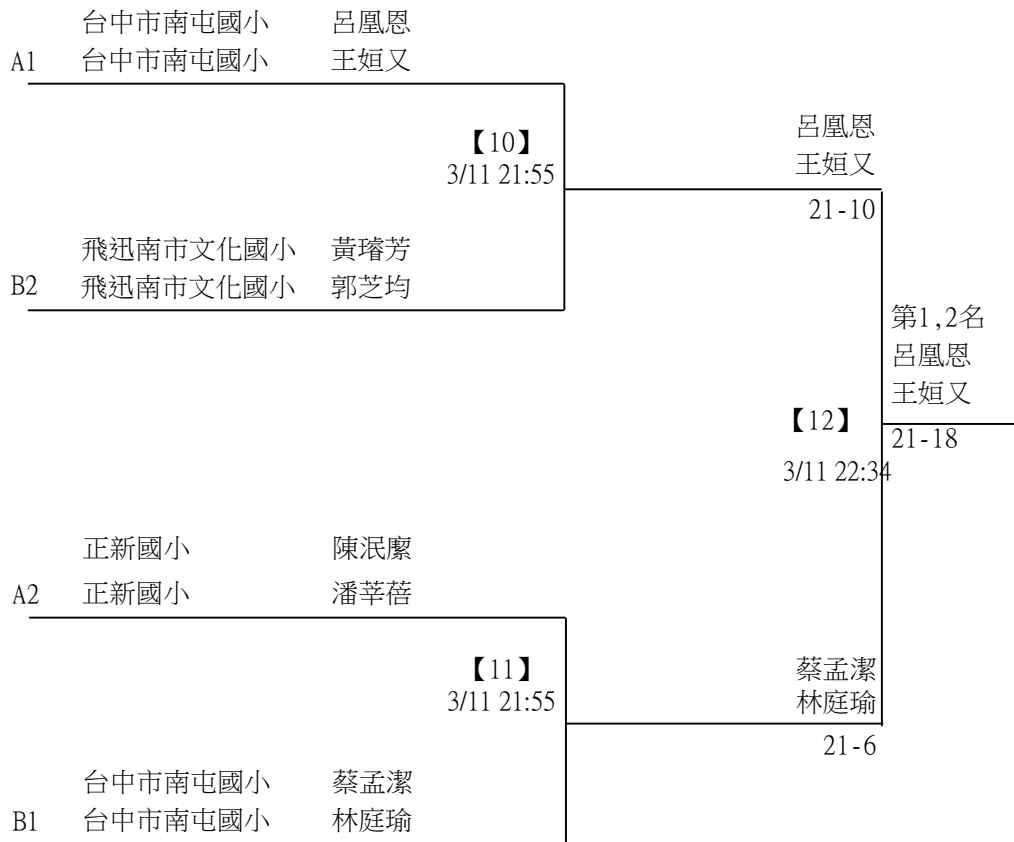 台中市南屯國小 呂凰恩
A1 台中市南屯國小 王姮又
【10】
3/11 21:55
呂凰恩
王姮又
21-10
飛迅南市文化國小 黃璿芳
B2 飛迅南市文化國小 郭芝均
第1,2名
呂凰恩
王姮又
【12】
21-18
3/11 22:34
正新國小 陳泯廩
A2 正新國小 潘莘蓓
【11】
3/11 21:55
蔡孟潔
林庭瑜
21-6
台中市南屯國小 蔡孟潔
B1 台中市南屯國小 林庭瑜